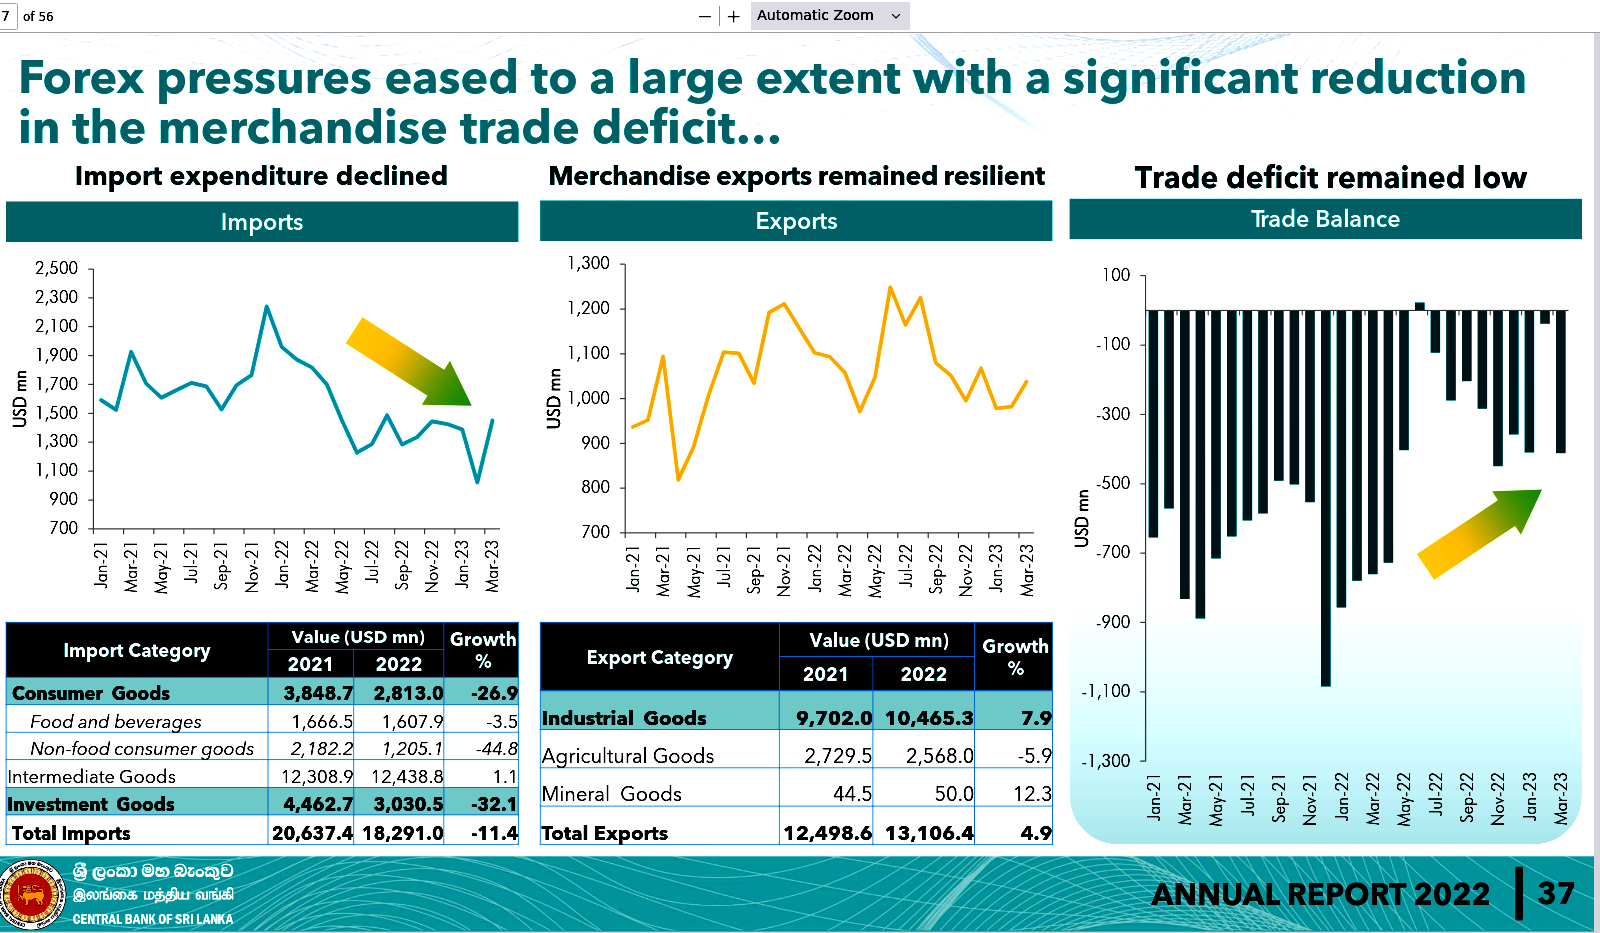 7 of 56
− + Automatic Zoom
Forex pressures eased to a large extent with a significant reduction
in the merchandise trade deficit...
Import expenditure declined
Imports
2,500
2,300
2,100
1,900
1,700
1,500
1,300
1,100
900
700
USD mn
Jan-21 Mar-21 May-21 Jul-21 Sep-21 Nov-21 Jan-22 Mar-22 May-22 Jul-22 Sep-22 Nov-22 Jan-23 Mar-23
Import Category Value (USD mn) Growth %
2021 2022
Consumer Goods 3,848.7 2,813.0 -26.9
Food and beverages 1,666.5 1,607.9 -3.5
Non-food consumer goods 2,182.2 1,205.1 -44.8
Intermediate Goods 12,308.9 12,438.8 1.1
Investment Goods 4,462.7 3,030.5 -32.1
Total Imports 20,637.4 18,291.0 -11.4
Merchandise exports remained resilient
Exports
1,300
1,200
1,100
1,000
900
800
700
USD mn
Jan-21 Mar-21 May-21 Jul-21 Sep-21 Nov-21 Jan-22 Mar-22 May-22 Jul-22 Sep-22 Nov-22 Jan-23 Mar-23
Export Category Value (USD mn) Growth %
2021 2022
Industrial Goods 9,702.0 10,465.3 7.9
Agricultural Goods 2,729.5 2,568.0 -5.9
Mineral Goods 44.5 50.0 12.3
Total Exports 12,498.6 13,106.4 4.9
Trade deficit remained low
Trade Balance
100
-100
-300
-500
-700
-900
-1,100
-1,300
USD mn
Jan-21 Mar-21 May-21 Jul-21 Sep-21 Nov-21 Jan-22 Mar-22 May-22 Jul-22 Sep-22 Nov-22 Jan-23 Mar-23
ශ්‍රී ලංකා මහ බැංකුව
இலங்கை மத்திய வங்கி
CENTRAL BANK OF SRI LANKA
ANNUAL REPORT 2022 | 37